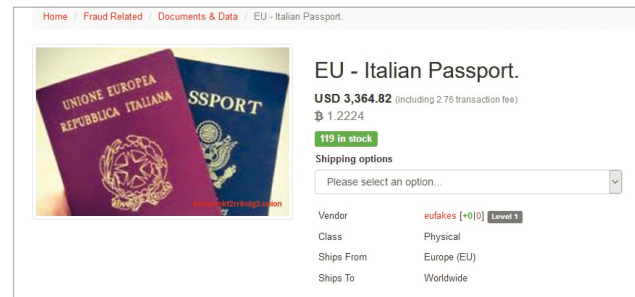 Home / Fraud Related / Documents & Data / EU - Italian Passport.
EU - Italian Passport.
USD 3,364.82 (including 2.76 transaction fee)
฿ 1.2224
119 in stock
Shipping options
Please select an option...
Vendor eufakes [+0|0] Level 1
Class Physical
Ships From Europe (EU)
Ships To Worldwide
UNIONE EUROPEA
REPUBBLICA ITALIANA
SSPORT